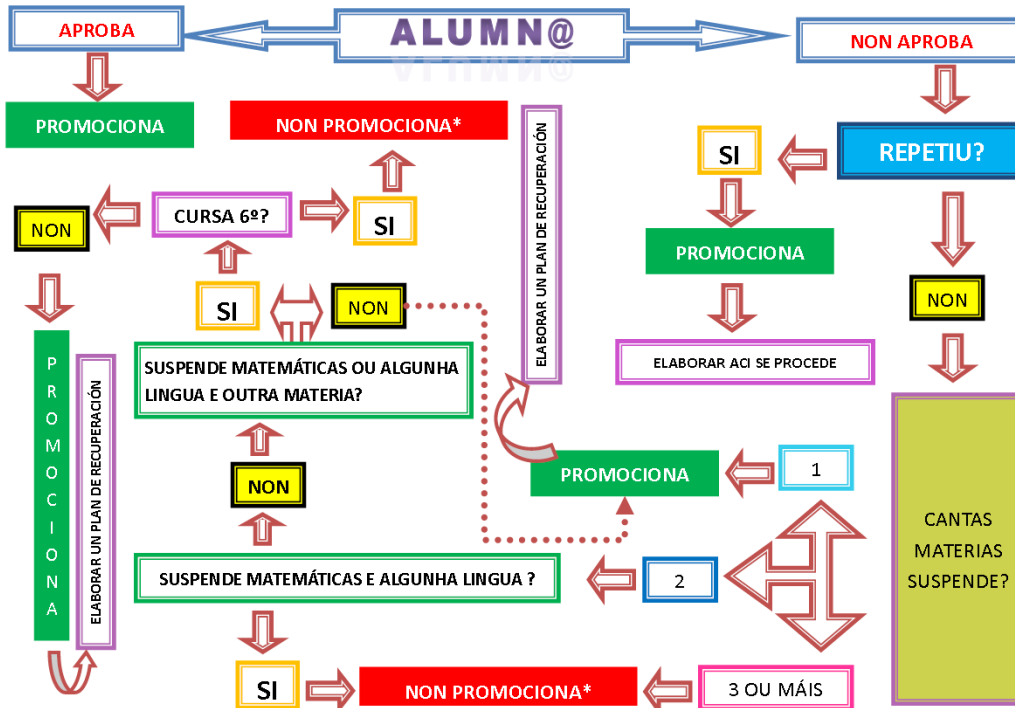 APROBA
ALUMN@
NON APROBA
PROMOCIONA
NON PROMOCIONA*
ELABORAR UN PLAN DE RECUPERACIÓN
SI
REPETIU?
NON
CURSA 6º?
SI
PROMOCIONA
SI
NON
NON
SUSPENDE MATEMÁTICAS OU ALGUNHA
LINGUA E OUTRA MATERIA?
ELABORAR ACI SE PROCEDE
PROMOCIONA
ELABORAR UN PLAN DE RECUPERACIÓN
NON
PROMOCIONA
1
CANTAS
MATERIAS
SUSPENDE?
SUSPENDE MATEMÁTICAS E ALGUNHA LINGUA ?
2
SI
NON PROMOCIONA*
3 OU MÁIS